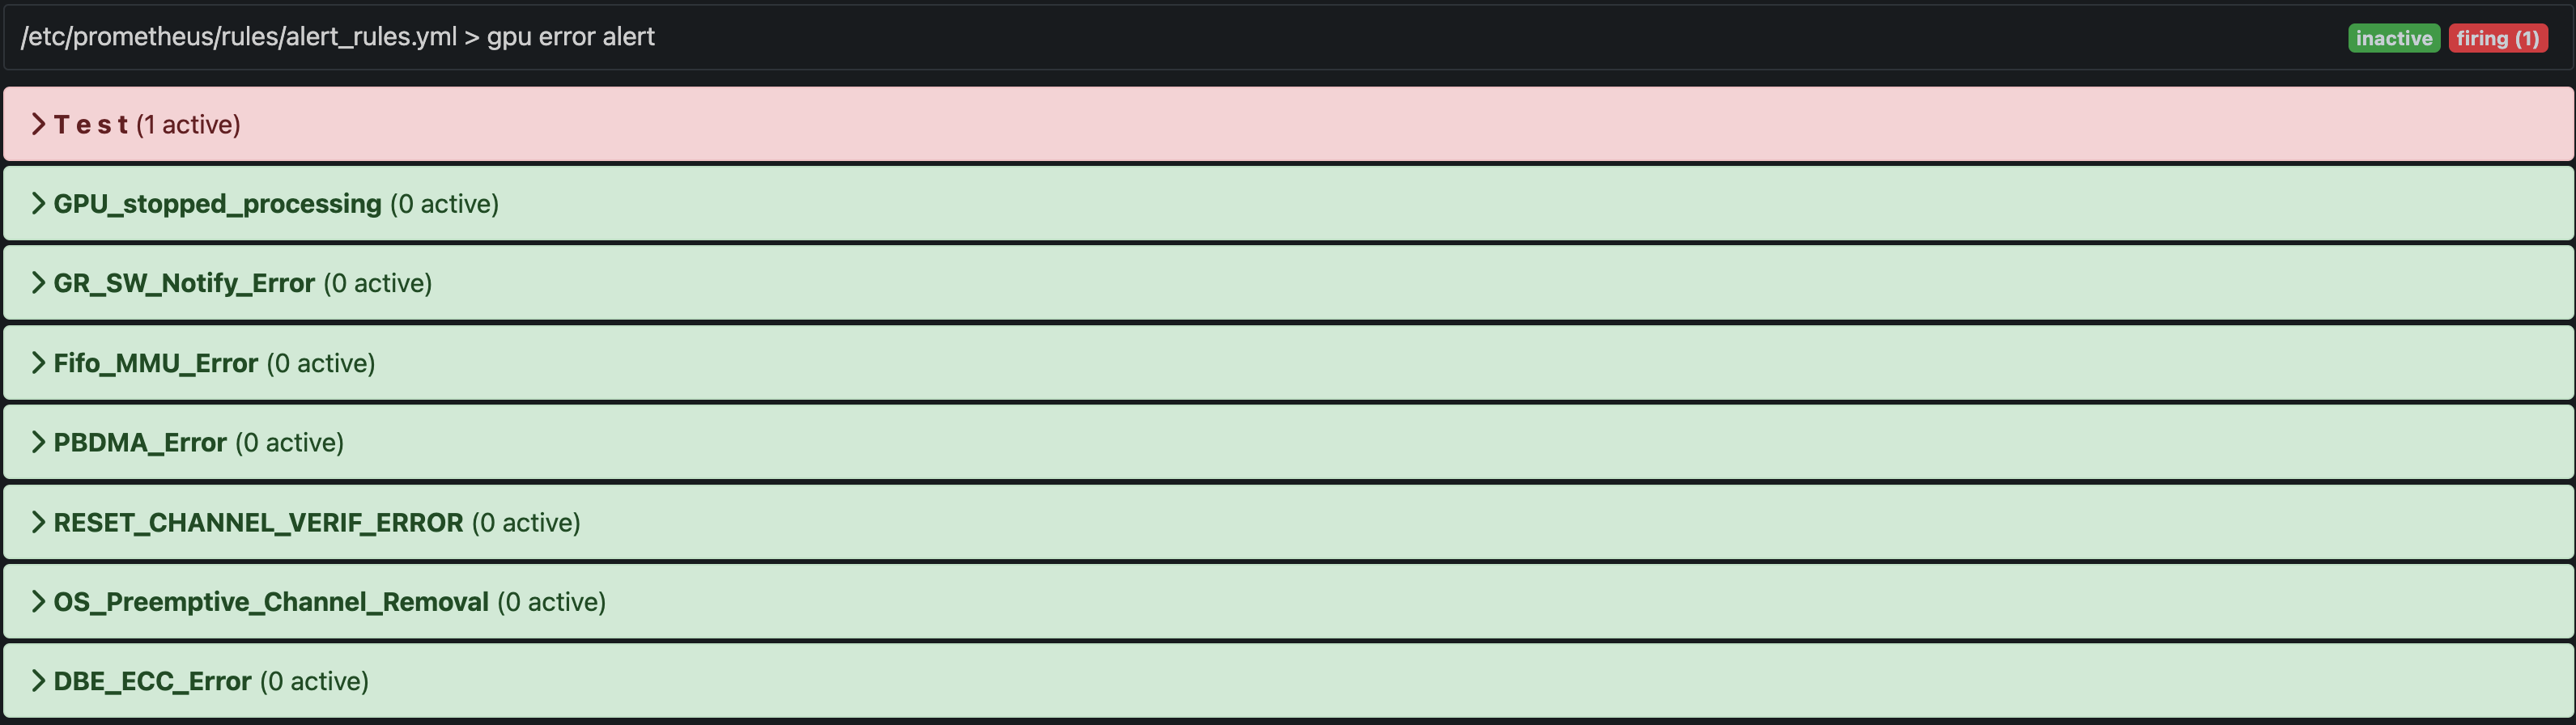 /etc/prometheus/rules/alert_rules.yml > gpu error alert inactive firing (1)
T e s t (1 active)
GPU_stopped_processing (0 active)
GR_SW_Notify_Error (0 active)
Fifo_MMU_Error (0 active)
PBDMA_Error (0 active)
RESET_CHANNEL_VERIF_ERROR (0 active)
OS_Preemptive_Channel_Removal (0 active)
DBE_ECC_Error (0 active)